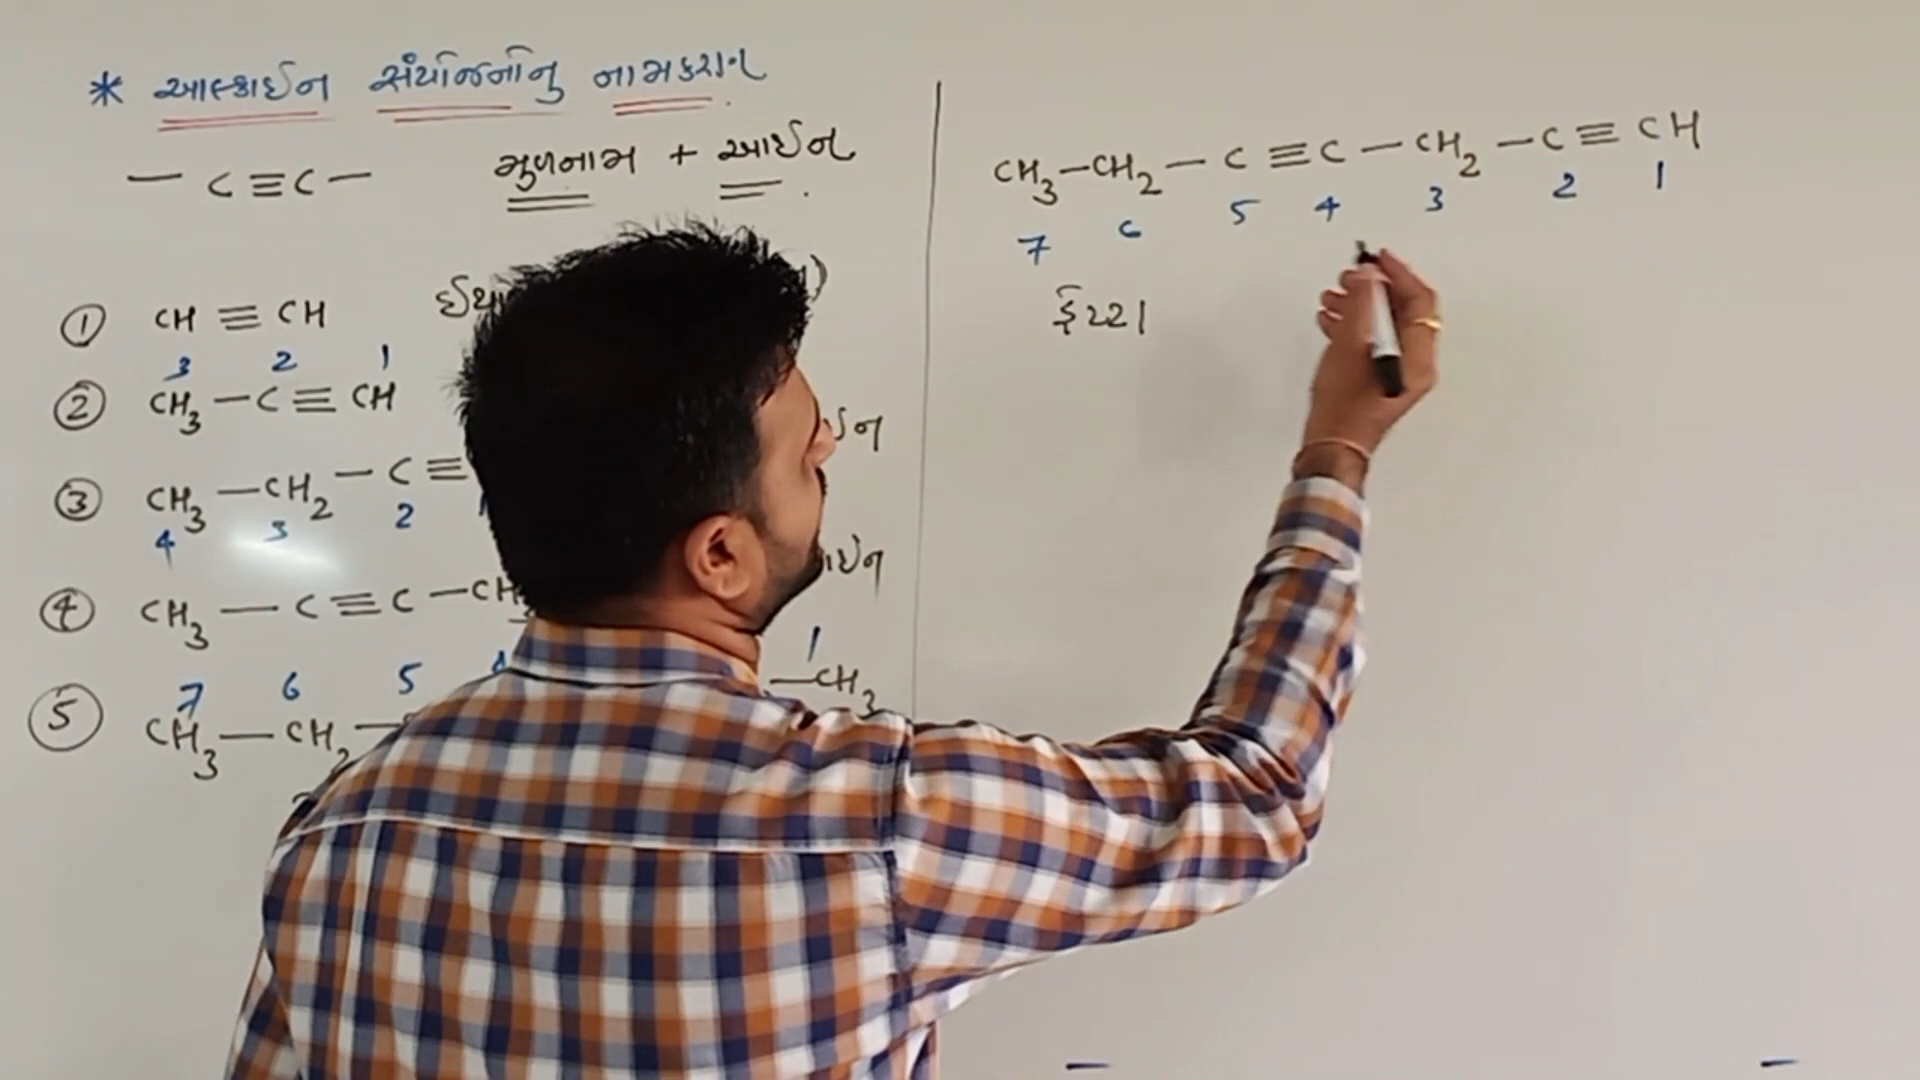 * આલ્કાઈન સંયોજનોનુ નામકરણ.
— C≡C — મુળનામ + આઈન.
① CH ≡ CH
3 2 1
② CH₃ — C ≡ CH
③ CH₃ — CH₂ — C ≡
4 3 2
④ CH₃ — C ≡ C — CH
7 6 5 1
⑤ CH₃ — CH₂ — — CH₃
CH₃—CH₂—C≡C—CH₂—C≡CH
7 6 5 4 3 2 1